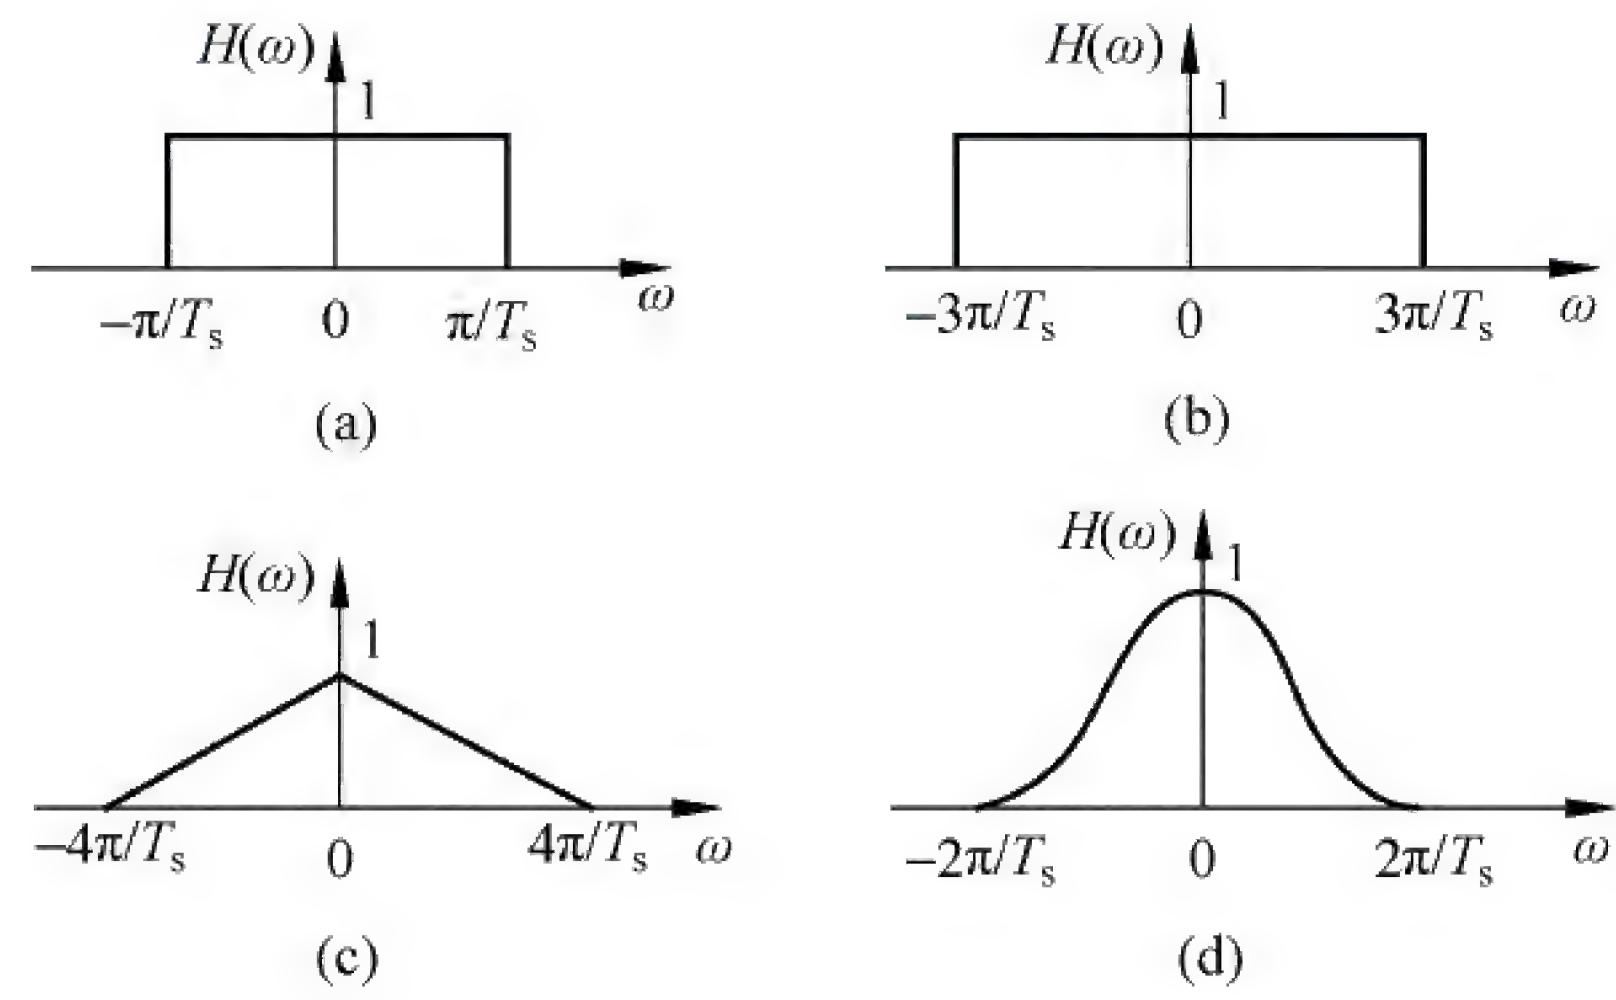 H(ω)
1
−π/Tₛ 0 π/Tₛ ω
(a)
H(ω)
1
−3π/Tₛ 0 3π/Tₛ ω
(b)
H(ω)
1
−4π/Tₛ 0 4π/Tₛ ω
(c)
H(ω)
1
−2π/Tₛ 0 2π/Tₛ ω
(d)